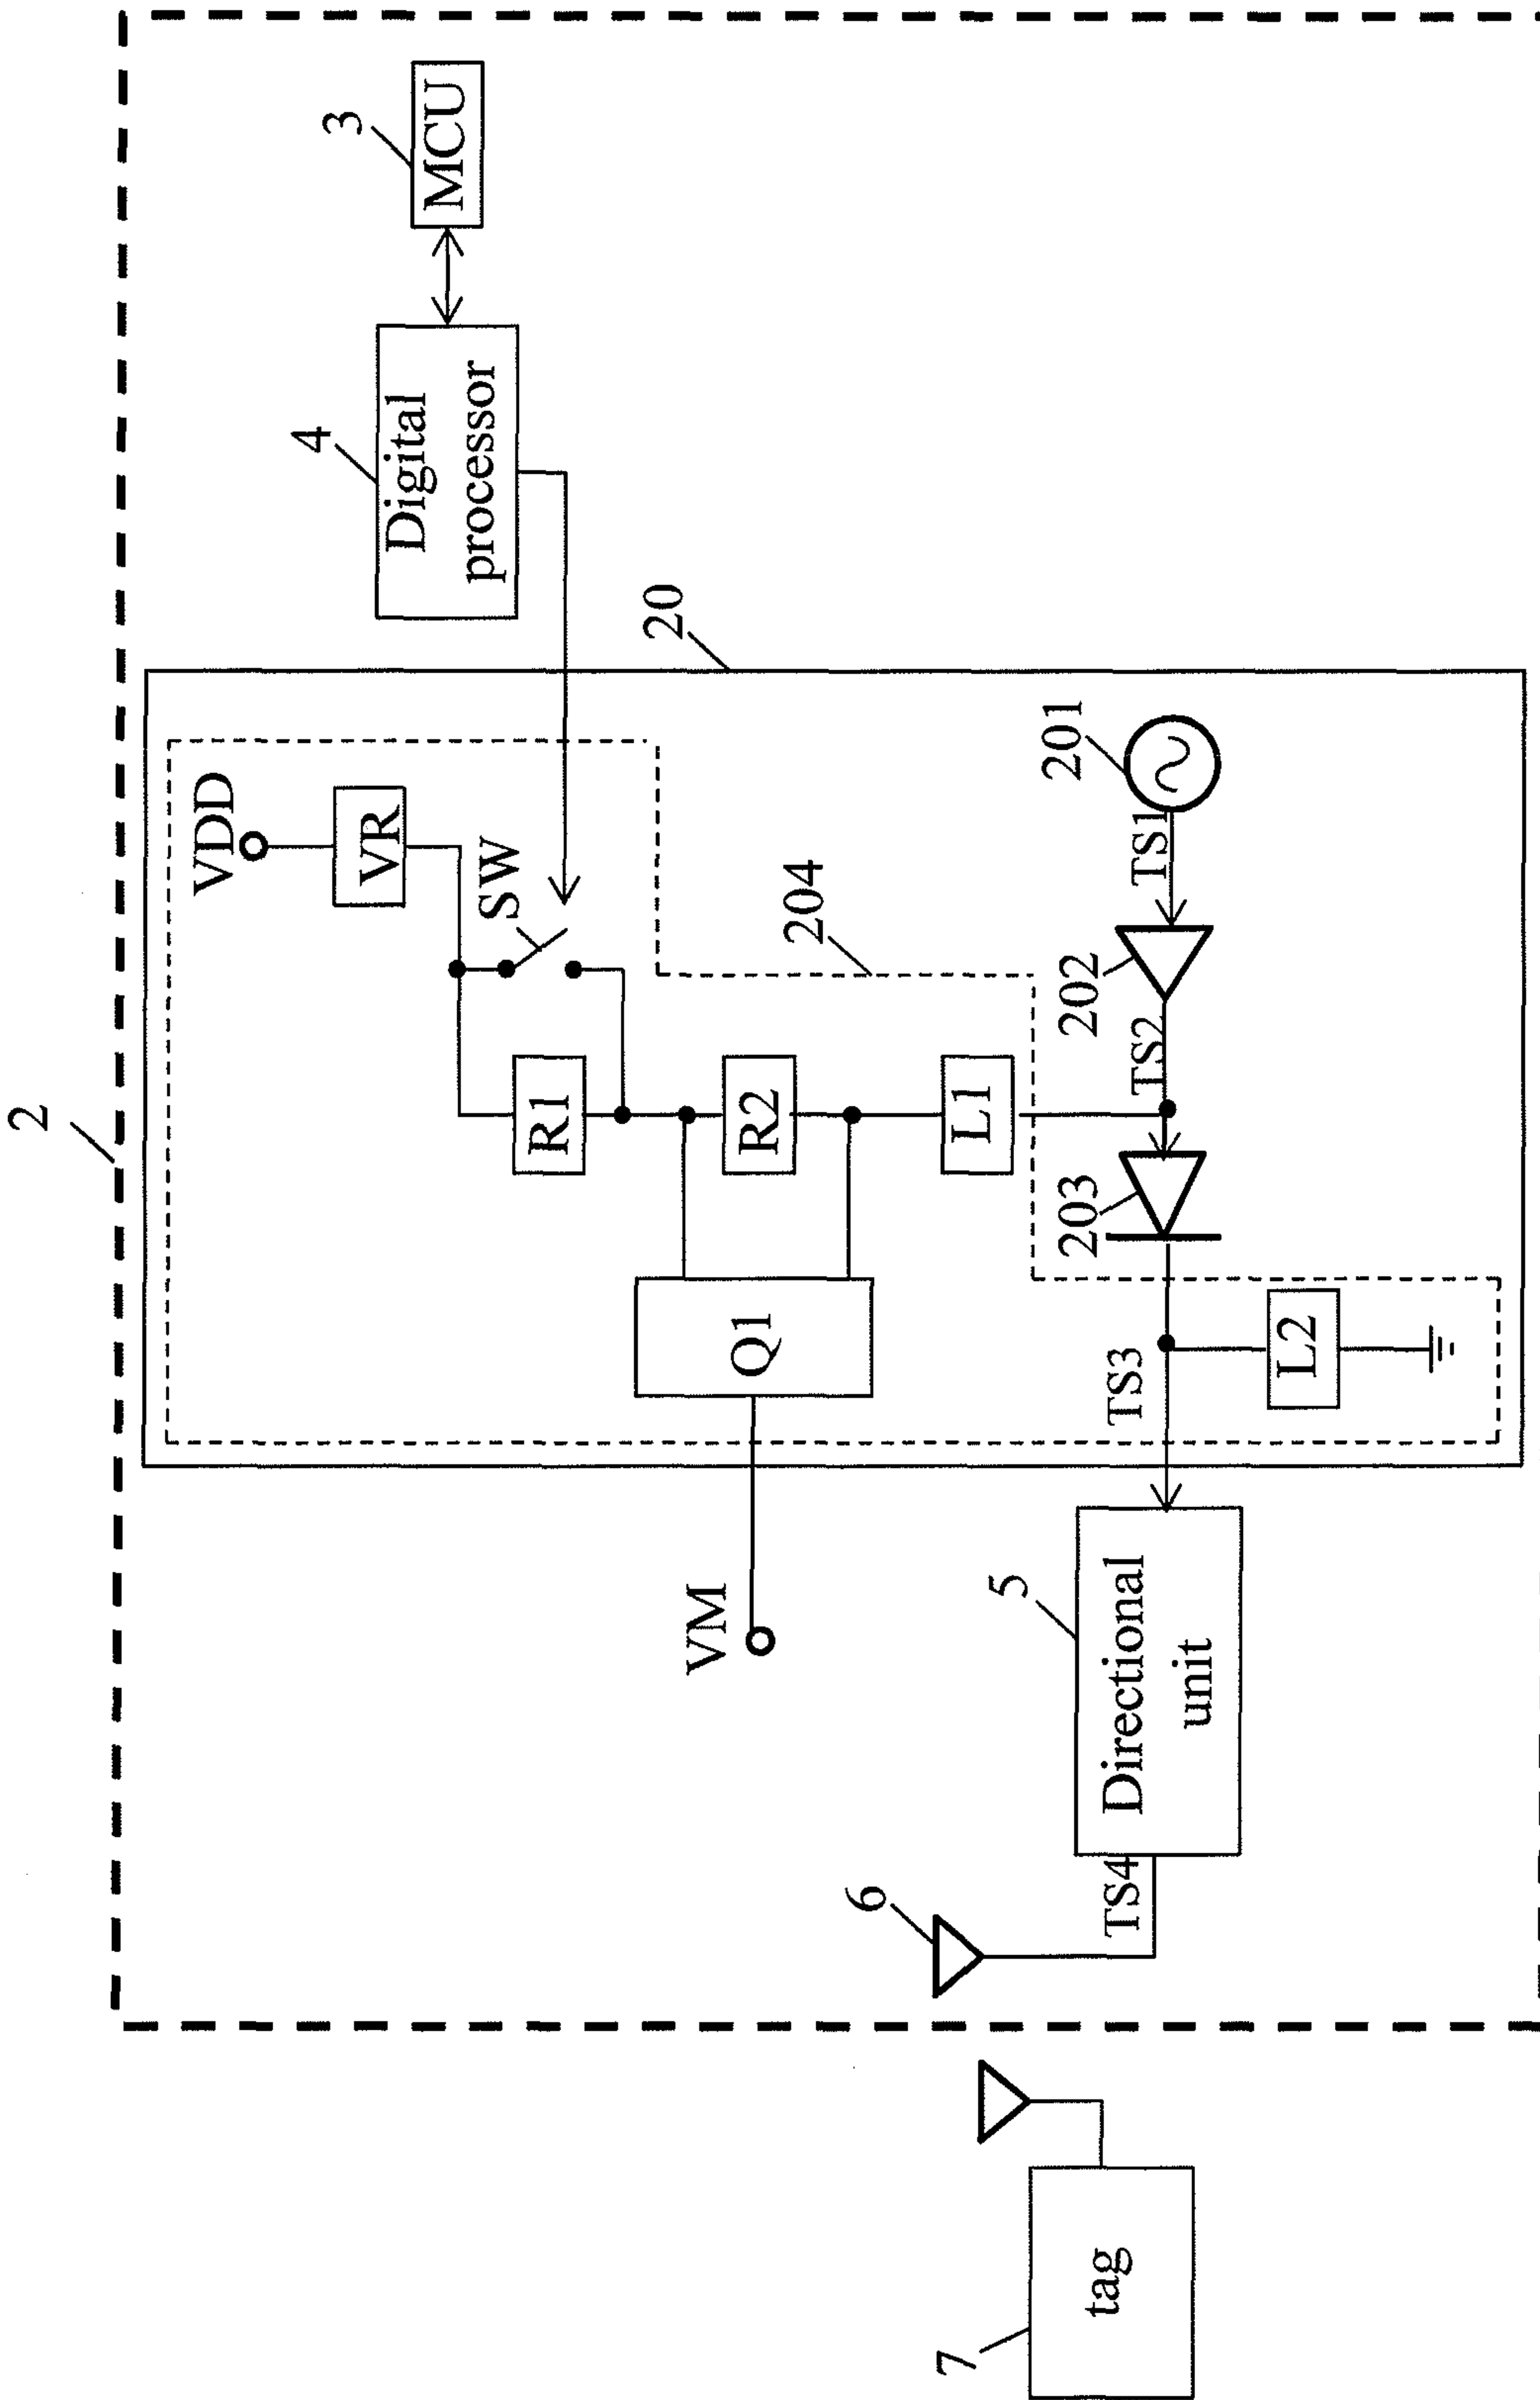 2
3
MCU
4
Digital
processor
20
VDD
VR
SW
R1
R2
L1
Q1
VM
204
201
TS1
202
TS2
203
TS3
L2
5
Directional
unit
TS4
6
7
tag